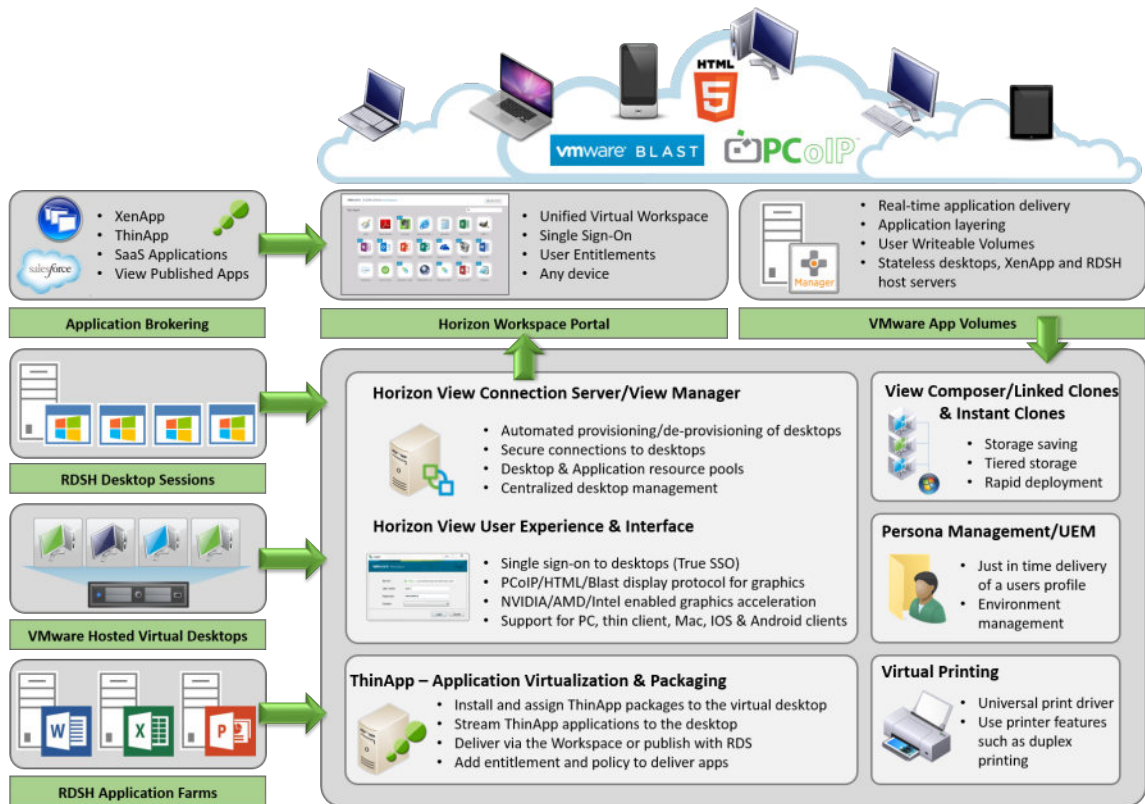 HTML
5
vmware® BLAST
PCoIP™
XenApp
ThinApp
SaaS Applications
View Published Apps
salesforce
Application Brokering
Unified Virtual Workspace
Single Sign-On
User Entitlements
Any device
Horizon Workspace Portal
Real-time application delivery
Application layering
User Writeable Volumes
Stateless desktops, XenApp and RDSH
host servers
Manager
VMware App Volumes
RDSH Desktop Sessions
VMware Hosted Virtual Desktops
W
X
P
RDSH Application Farms
Horizon View Connection Server/View Manager
Automated provisioning/de-provisioning of desktops
Secure connections to desktops
Desktop & Application resource pools
Centralized desktop management
Horizon View User Experience & Interface
Single sign-on to desktops (True SSO)
PCoIP/HTML/Blast display protocol for graphics
NVIDIA/AMD/Intel enabled graphics acceleration
Support for PC, thin client, Mac, IOS & Android clients
ThinApp – Application Virtualization & Packaging
Install and assign ThinApp packages to the virtual desktop
Stream ThinApp applications to the desktop
Deliver via the Workspace or publish with RDS
Add entitlement and policy to deliver apps
View Composer/Linked Clones
& Instant Clones
Storage saving
Tiered storage
Rapid deployment
Persona Management/UEM
Just in time delivery
of a users profile
Environment
management
Virtual Printing
Universal print driver
Use printer features
such as duplex
printing